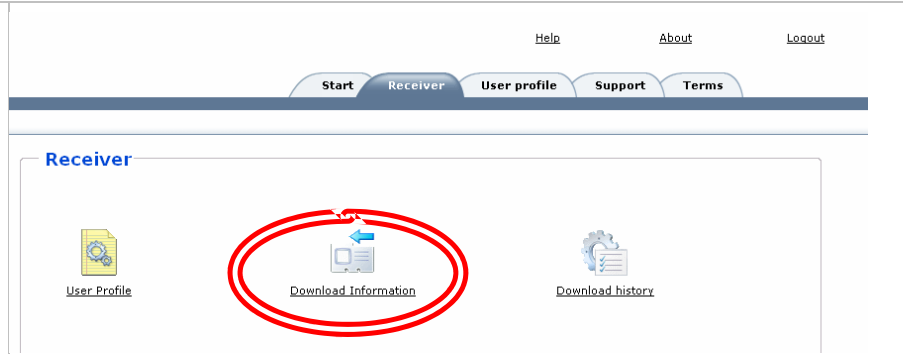 Help About Logout
Start Receiver User profile Support Terms
Receiver
User Profile Download Information Download history